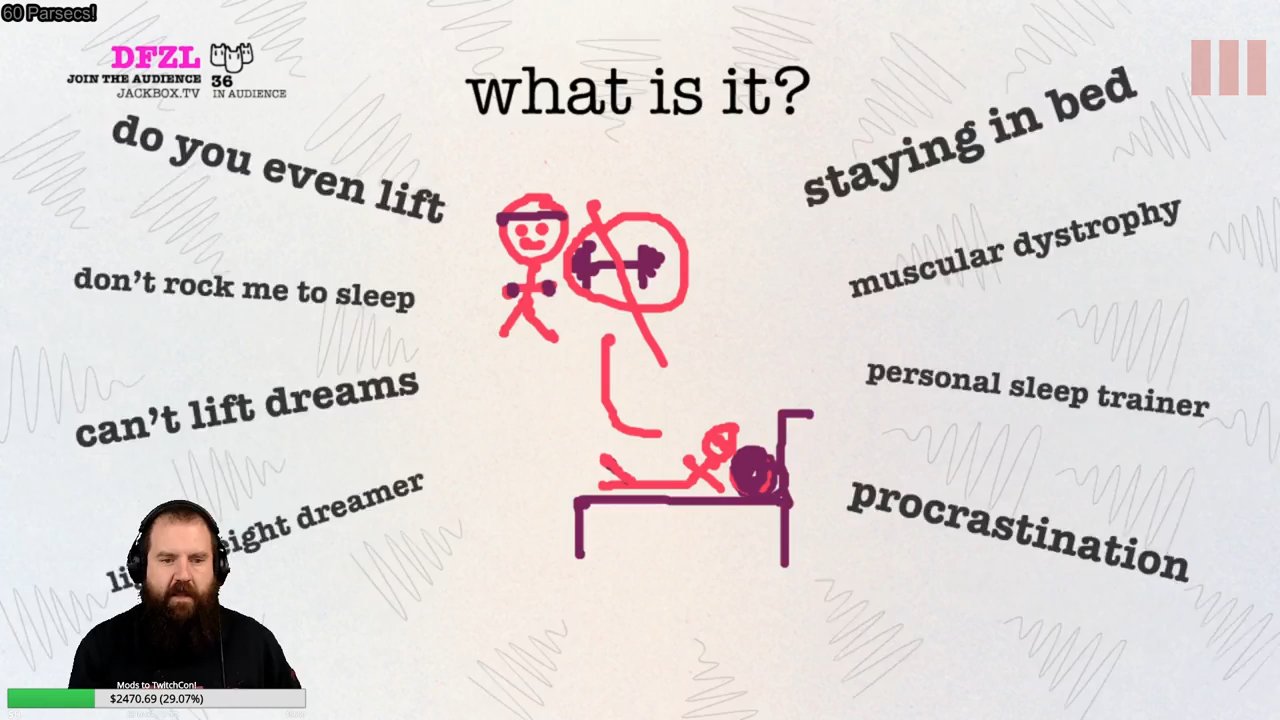 60 Parsecs!
DFZL
JOIN THE AUDIENCE 36
JACKBOX.TV IN AUDIENCE
what is it?
do you even lift
don't rock me to sleep
can't lift dreams
eight dreamer
staying in bed
muscular dystrophy
personal sleep trainer
procrastination
Mods to TwitchCon!
$2470.69 (29.07%)